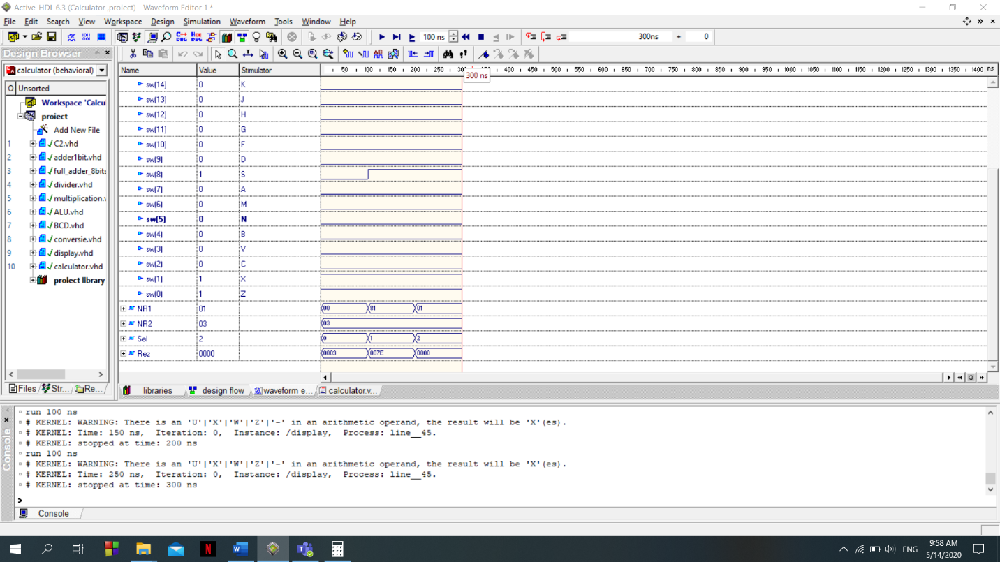 Active-HDL 6.3 (Calculator ,proiect) - Waveform Editor 1 *
File Edit Search View Workspace Design Simulation Waveform Tools Window Help
C++ DBG HEC DBG 100 ns 300ns + 0
Design Browser
calculator (behavioral)
O Unsorted
Workspace 'Calcu
proiect
Add New File
1 C2.vhd
2 adder1bit.vhd
3 full_adder_8bits
4 divider.vhd
5 multiplication.v
6 ALU.vhd
7 BCD.vhd
8 conversie.vhd
9 display.vhd
10 calculator.vhd
proiect library
Files Str... Re...
Name Value Stimulator 50 100 150 200 250 300 400 450 500 550 600 650 700 750 800 850 900 950 1000 1050 1100 1150 1200 1250 1300 1350 1400 ns
300 ns
sw(14) 0 K
sw(13) 0 J
sw(12) 0 H
sw(11) 0 G
sw(10) 0 F
sw(9) 0 D
sw(8) 1 S
sw(7) 0 A
sw(6) 0 M
sw(5) 0 N
sw(4) 0 B
sw(3) 0 V
sw(2) 0 C
sw(1) 1 X
sw(0) 1 Z
NR1 01 00 81 01
NR2 03 03
Sel 2 0 1 2
Rez 0000 0003 007E 0000
libraries design flow waveform e... calculator.v...
run 100 ns
# KERNEL: WARNING: There is an 'U'|'X'|'W'|'Z'|'-' in an arithmetic operand, the result will be 'X'(es).
# KERNEL: Time: 150 ns, Iteration: 0, Instance: /display, Process: line__45.
# KERNEL: stopped at time: 200 ns
run 100 ns
# KERNEL: WARNING: There is an 'U'|'X'|'W'|'Z'|'-' in an arithmetic operand, the result will be 'X'(es).
# KERNEL: Time: 250 ns, Iteration: 0, Instance: /display, Process: line__45.
# KERNEL: stopped at time: 300 ns
>
Console
Console
ENG
9:58 AM
5/14/2020